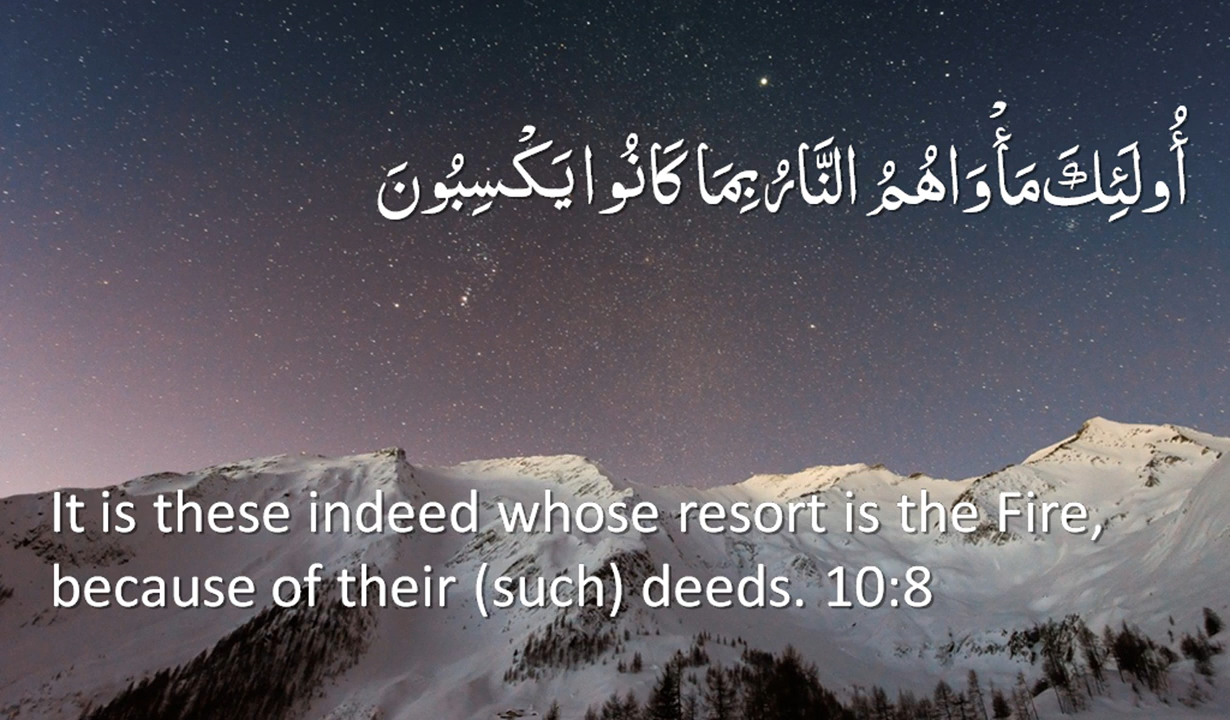 أُولَئِكَ مَأْوَاهُمُ النَّارُ بِمَا كَانُوا يَكْسِبُونَ
It is these indeed whose resort is the Fire,
because of their (such) deeds. 10:8